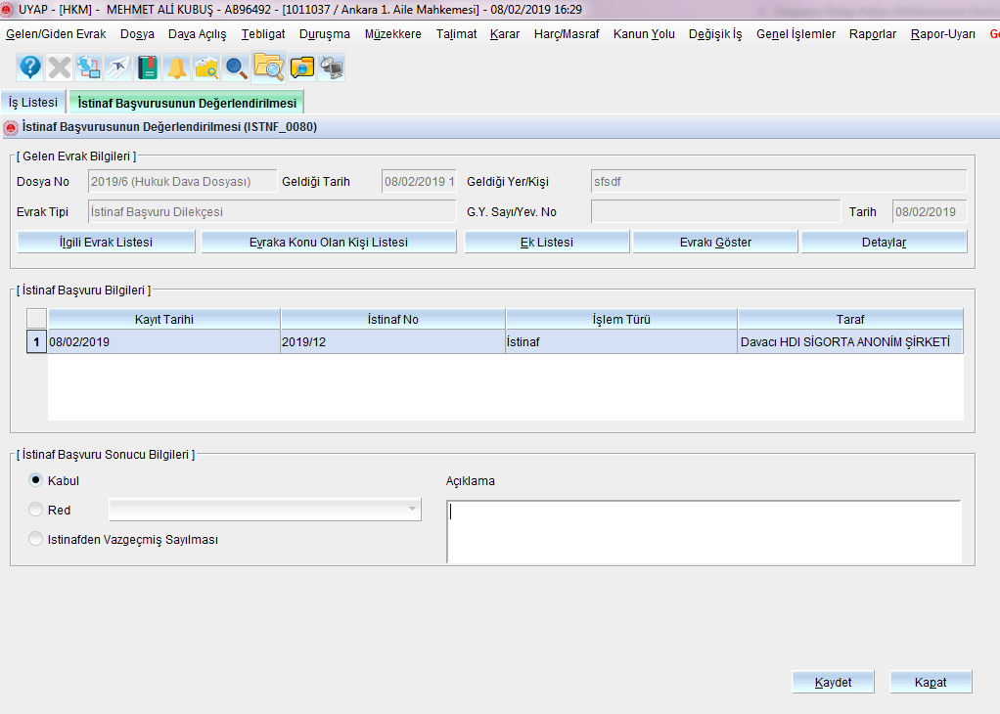 UYAP - [HKM] - MEHMET ALİ KUBUŞ - AB96492 - [1011037 / Ankara 1. Aile Mahkemesi] - 08/02/2019 16:29
Gelen/Giden Evrak Dosya Dava Açılış Tebligat Duruşma Müzekkere Talimat Karar Harç/Masraf Kanun Yolu Değişik İş Genel İşlemler Raporlar Rapor-Uyarı
İş Listesi İstinaf Başvurusunun Değerlendirilmesi
İstinaf Başvurusunun Değerlendirilmesi (ISTNF_0080)
[ Gelen Evrak Bilgileri ]
Dosya No 2019/6 (Hukuk Dava Dosyası) Geldiği Tarih 08/02/2019 1 Geldiği Yer/Kişi sfsdf
Evrak Tipi İstinaf Başvuru Dilekçesi G.Y. Sayı/Yev. No Tarih 08/02/2019
İlgili Evrak Listesi Evraka Konu Olan Kişi Listesi Ek Listesi Evrakı Göster Detaylar
[ İstinaf Başvuru Bilgileri ]
Kayıt Tarihi İstinaf No İşlem Türü Taraf
1 08/02/2019 2019/12 İstinaf Davacı HDI SİGORTA ANONİM ŞİRKETİ
[ İstinaf Başvuru Sonucu Bilgileri ]
Kabul Açıklama
Red
Istinafden Vazgeçmiş Sayılması
Kaydet Kapat